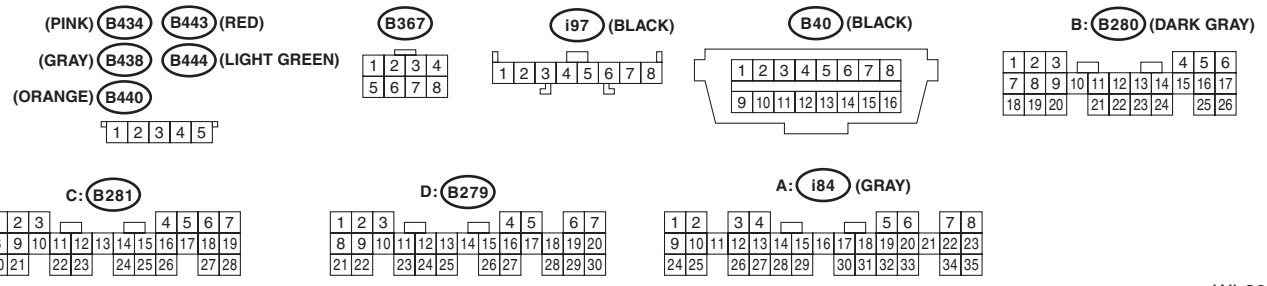 (PINK) B434 B443 (RED)
(GRAY) B438 B444 (LIGHT GREEN)
(ORANGE) B440
1 2 3 4 5
B367
1 2 3 4
5 6 7 8
i97 (BLACK)
1 2 3 4 5 6 7 8
B40 (BLACK)
1 2 3 4 5 6 7 8
9 10 11 12 13 14 15 16
B: B280 (DARK GRAY)
1 2 3 4 5 6
7 8 9 10 11 12 13 14 15 16 17
18 19 20 21 22 23 24 25 26
C: B281
2 3 4 5 6 7
9 10 11 12 13 14 15 16 17 18 19
21 22 23 24 25 26 27 28
D: B279
1 2 3 4 5 6 7
8 9 10 11 12 13 14 15 16 17 18 19 20
21 22 23 24 25 26 27 28 29 30
A: i84 (GRAY)
1 2 3 4 5 6 7 8
9 10 11 12 13 14 15 16 17 18 19 20 21 22 23
24 25 26 27 28 29 30 31 32 33 34 35